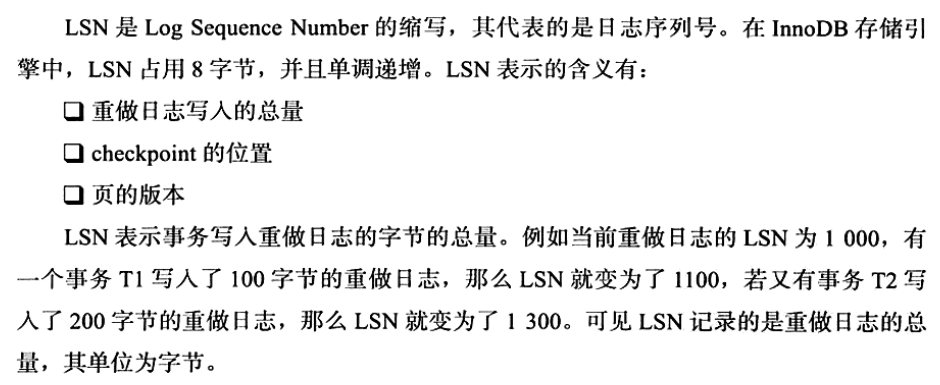 LSN 是 Log Sequence Number 的缩写，其代表的是日志序列号。在 InnoDB 存储引
擎中，LSN 占用 8 字节，并且单调递增。LSN 表示的含义有：
❏ 重做日志写入的总量
❏ checkpoint 的位置
❏ 页的版本
LSN 表示事务写入重做日志的字节的总量。例如当前重做日志的 LSN 为 1 000，有
一个事务 T1 写入了 100 字节的重做日志，那么 LSN 就变为了 1100，若又有事务 T2 写
入了 200 字节的重做日志，那么 LSN 就变为了 1 300。可见 LSN 记录的是重做日志的总
量，其单位为字节。